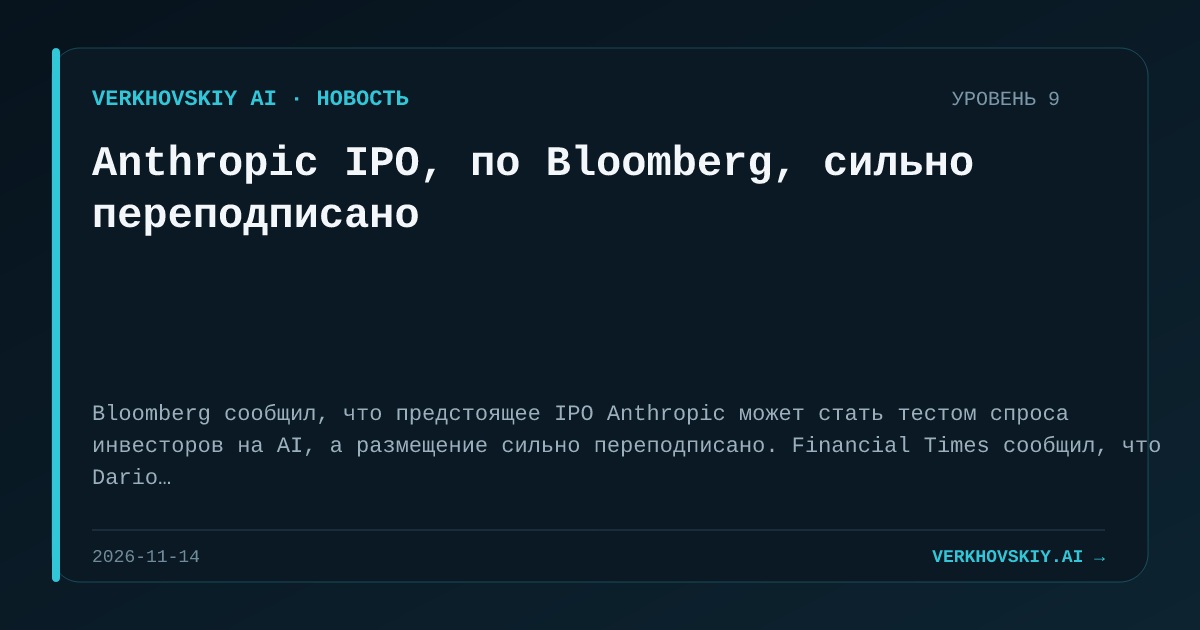 VERKHOVSKIY AI · НОВОСТЬ
УРОВЕНЬ 9
Anthropic IPO, по Bloomberg, сильно
переподписано
Bloomberg сообщил, что предстоящее IPO Anthropic может стать тестом спроса
инвесторов на AI, а размещение сильно переподписано. Financial Times сообщил, что
Dario…
2026-11-14
VERKHOVSKIY.AI →